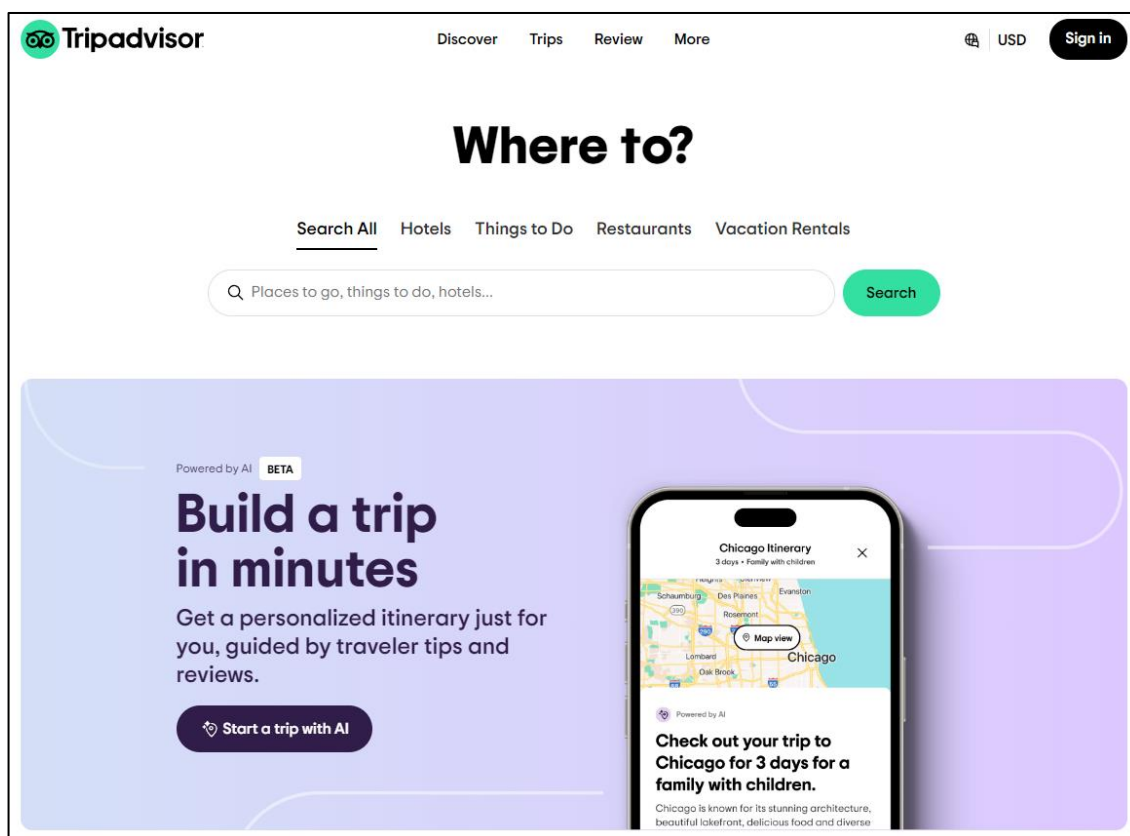 Tripadvisor
Discover Trips Review More
USD
Sign in
Where to?
Search All Hotels Things to Do Restaurants Vacation Rentals
Places to go, things to do, hotels...
Search
Powered by AI BETA
Build a trip
in minutes
Get a personalized itinerary just for
you, guided by traveler tips and
reviews.
Start a trip with AI
Chicago Itinerary
3 days • Family with children
Schaumburg Des Plaines Evanston
390 Rosemont
Map view
Lombard Chicago
Oak Brook
Powered by AI
Check out your trip to
Chicago for 3 days for a
family with children.
Chicago is known for its stunning architecture,
beautiful lakefront, delicious food and diverse